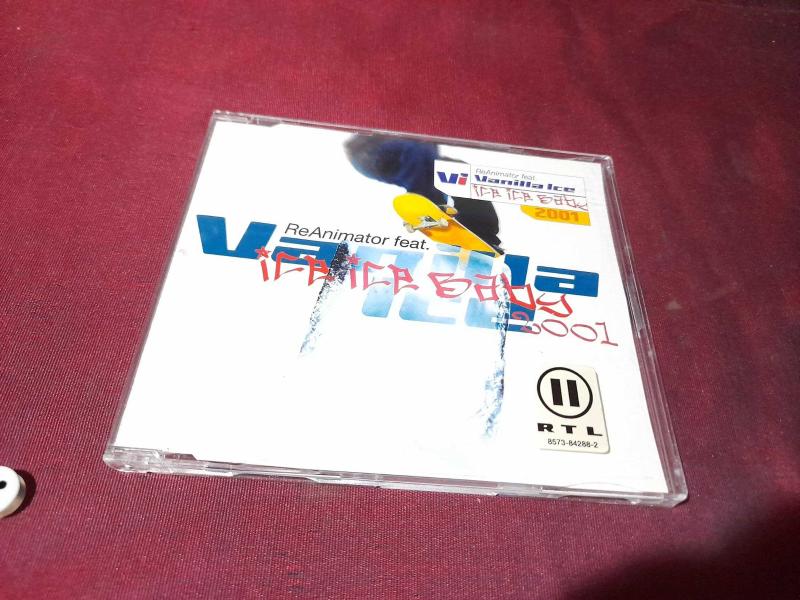 ReAnimator feat.
Vanilla Ice
ice ice Baby
2001
Vi
ReAnimator feat.
Vanilla Ice
ice ice Baby
2001
II
RTL
8573-84288-2